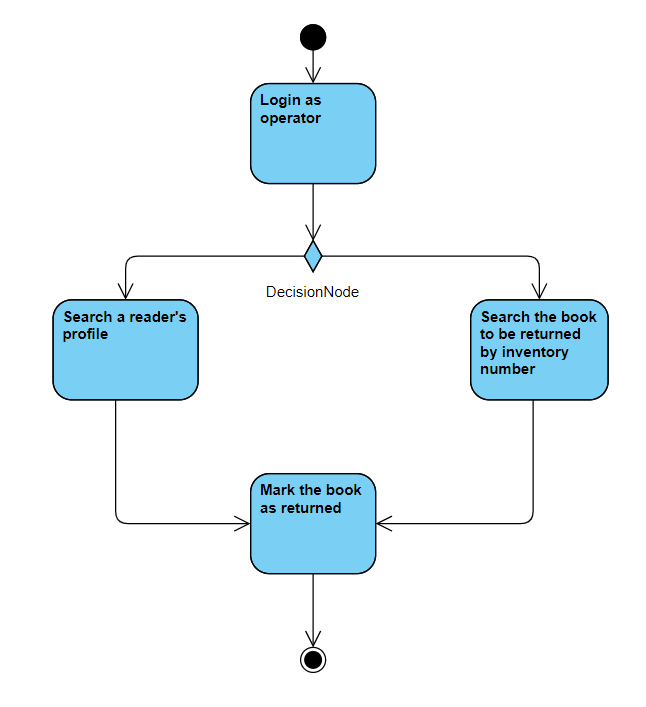 Login as
operator
DecisionNode
Search a reader's
profile
Search the book
to be returned
by inventory
number
Mark the book
as returned